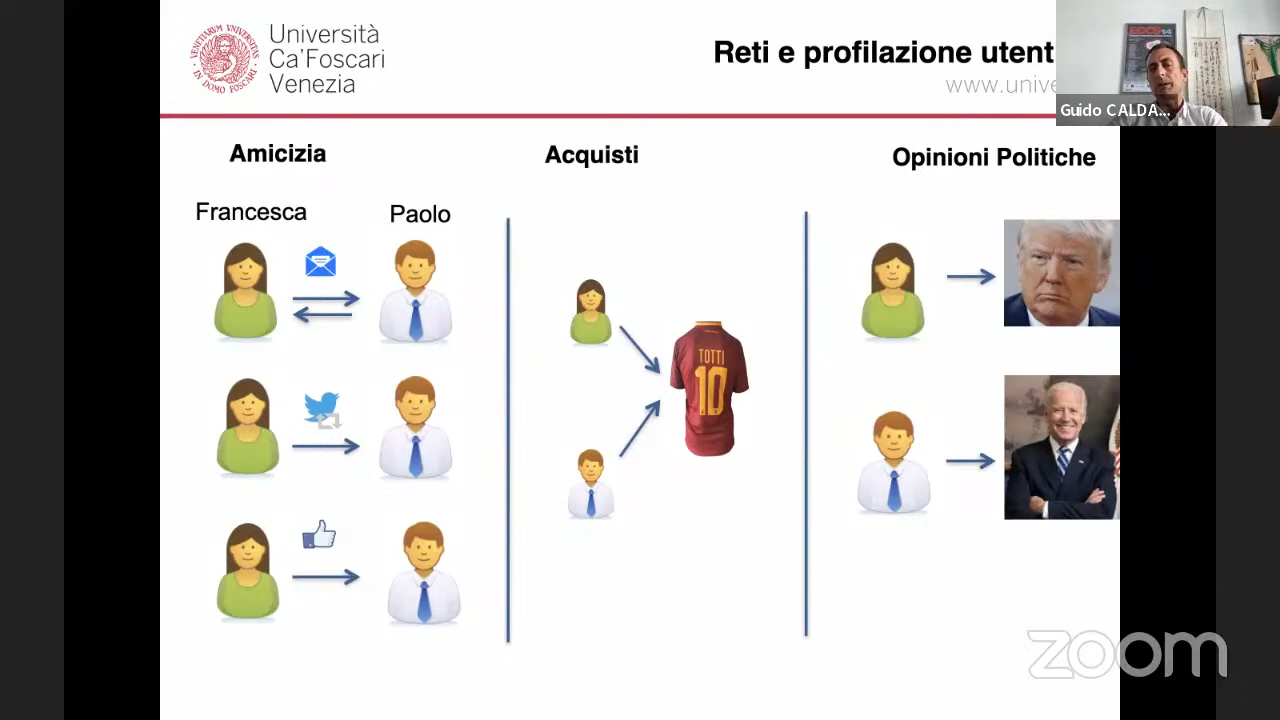 Università
Ca'Foscari
Venezia
Reti e profilazione utent
www.unive
Guido CALDA...
Amicizia
Acquisti
Opinioni Politiche
Francesca
Paolo
TOTTI
10
zoom